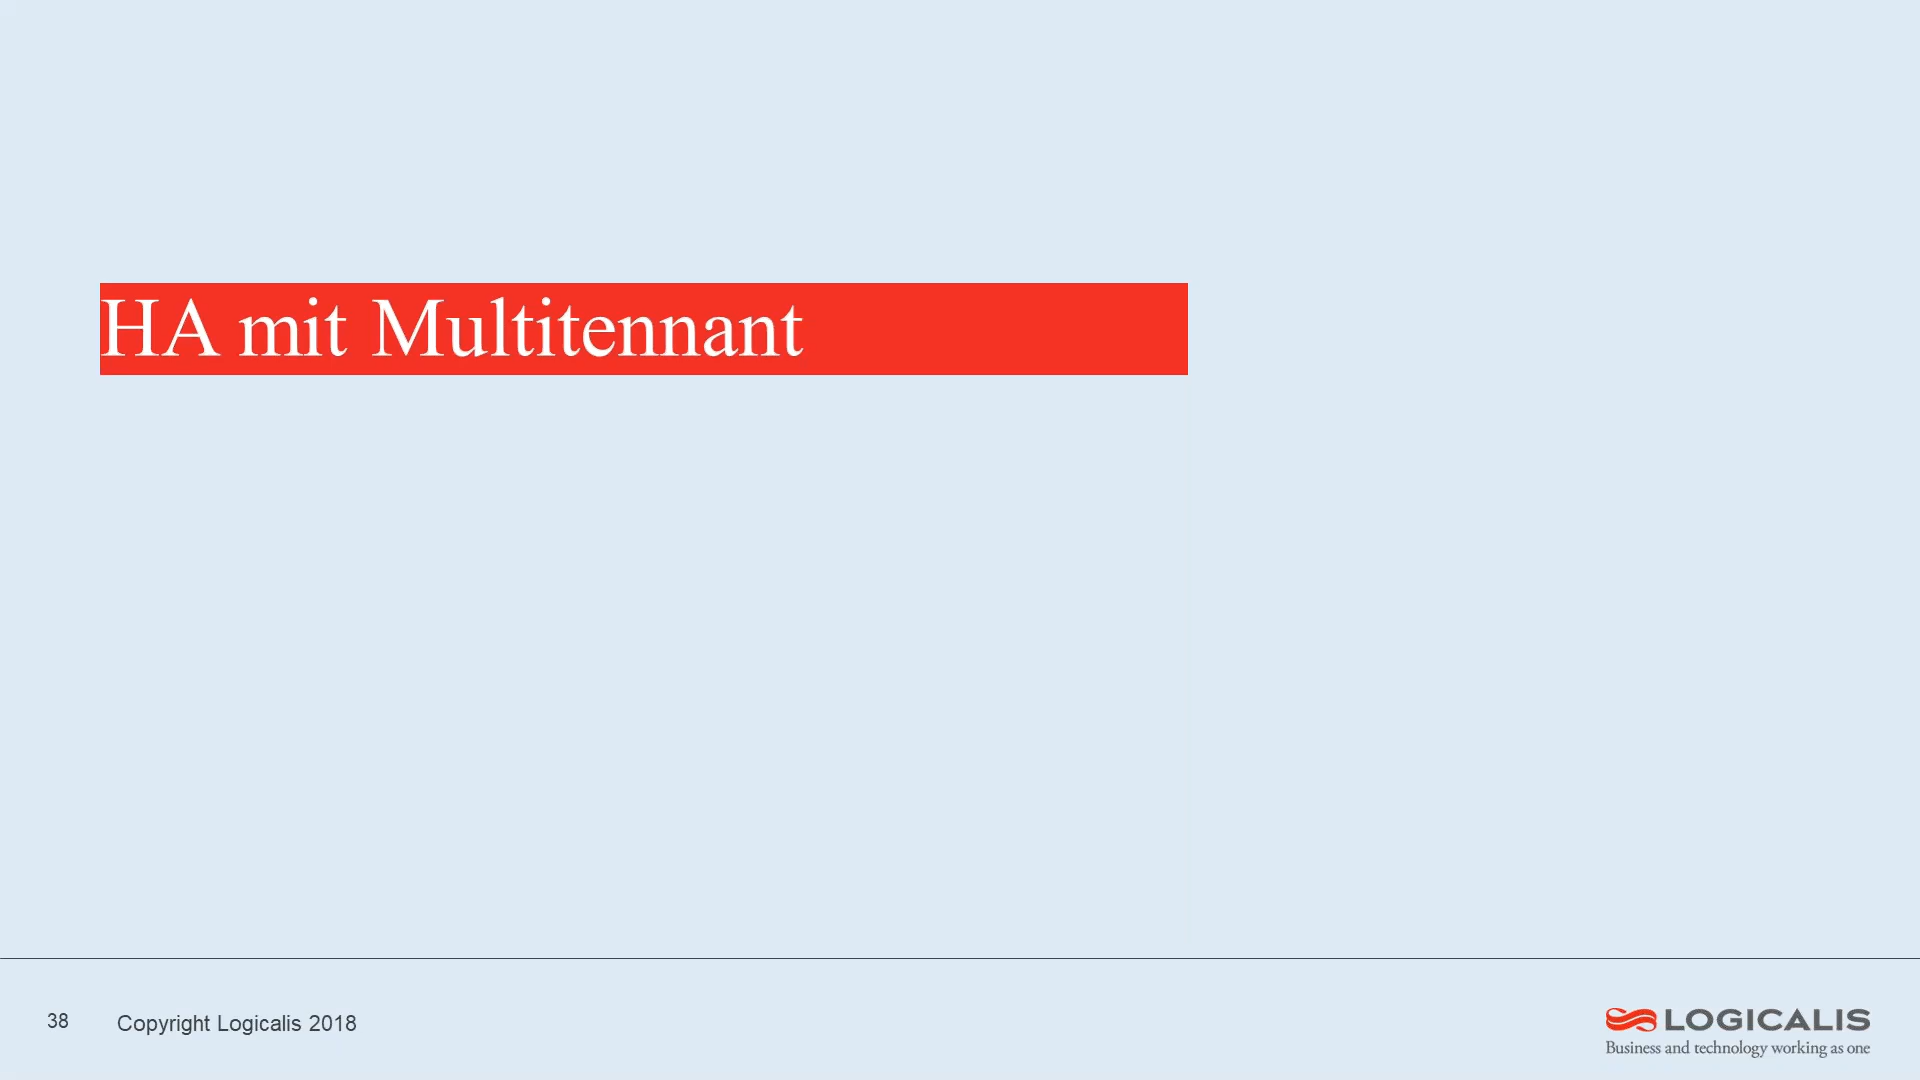 HA mit Multitennant
38 Copyright Logicalis 2018
LOGICALIS
Business and technology working as one